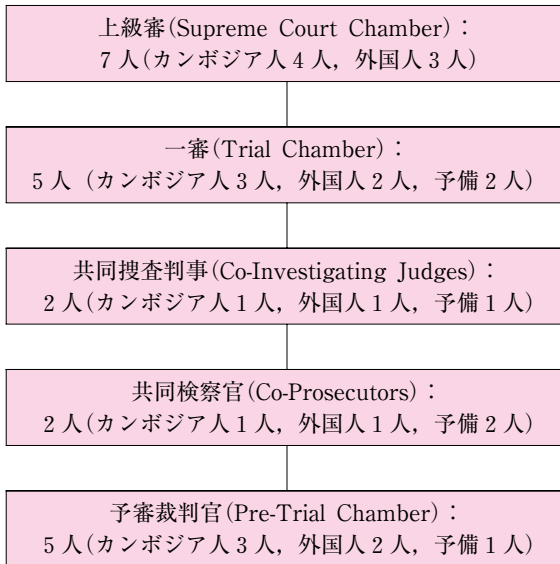 上級審(Supreme Court Chamber)：
7人(カンボジア人4人，外国人3人)
一審(Trial Chamber)：
5人 (カンボジア人3人，外国人2人，予備2人)
共同捜査判事(Co-Investigating Judges)：
2人(カンボジア人1人，外国人1人，予備1人)
共同検察官(Co-Prosecutors)：
2人(カンボジア人1人，外国人1人，予備2人)
予審裁判官(Pre-Trial Chamber)：
5人(カンボジア人3人，外国人2人，予備1人)